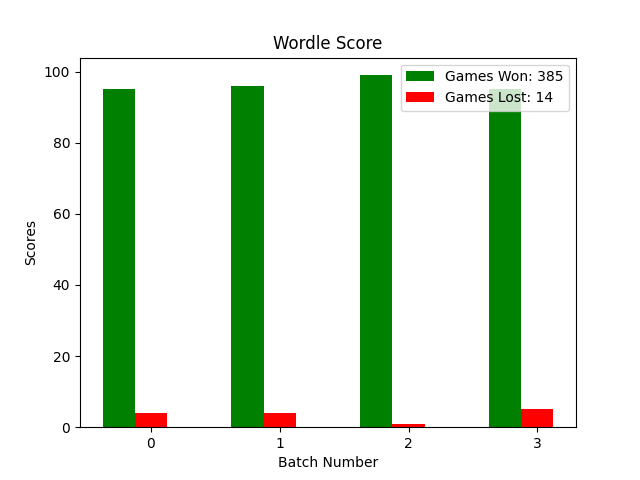 Wordle Score
Games Won: 385
Games Lost: 14
100
80
60
40
20
0
Scores
0 1 2 3
Batch Number